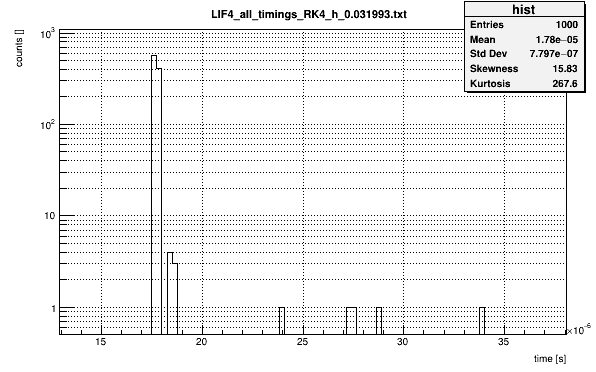 LIF4_all_timings_RK4_h_0.031993.txt
hist
Entries 1000
Mean 1.78e−05
Std Dev 7.797e−07
Skewness 15.83
Kurtosis 267.6
counts []
10³
10²
10
1
15 20 25 30 35
×10⁻⁶
time [s]